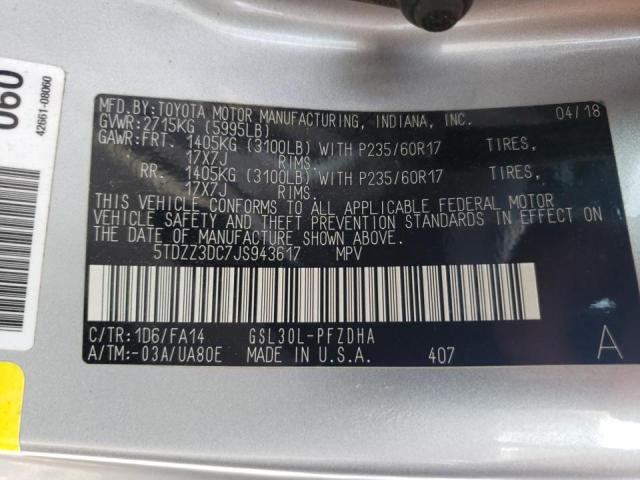 060
42661-08060
MFD.BY:TOYOTA MOTOR MANUFACTURING, INDIANA, INC. 04/18
GVWR:2715KG (5995LB)
GAWR:FRT. 1405KG (3100LB) WITH P235/60R17 TIRES,
17X7J RIMS.
RR. 1405KG (3100LB) WITH P235/60R17 TIRES,
17X7J RIMS.
THIS VEHICLE CONFORMS TO ALL APPLICABLE FEDERAL MOTOR
VEHICLE SAFETY AND THEFT PREVENTION STANDARDS IN EFFECT ON
THE DATE OF MANUFACTURE SHOWN ABOVE.
5TDZZ3DC7JS943617 MPV
C/TR:1D6/FA14 GSL30L-PFZDHA
A/TM:-03A/UA80E MADE IN U.S.A. 407 A